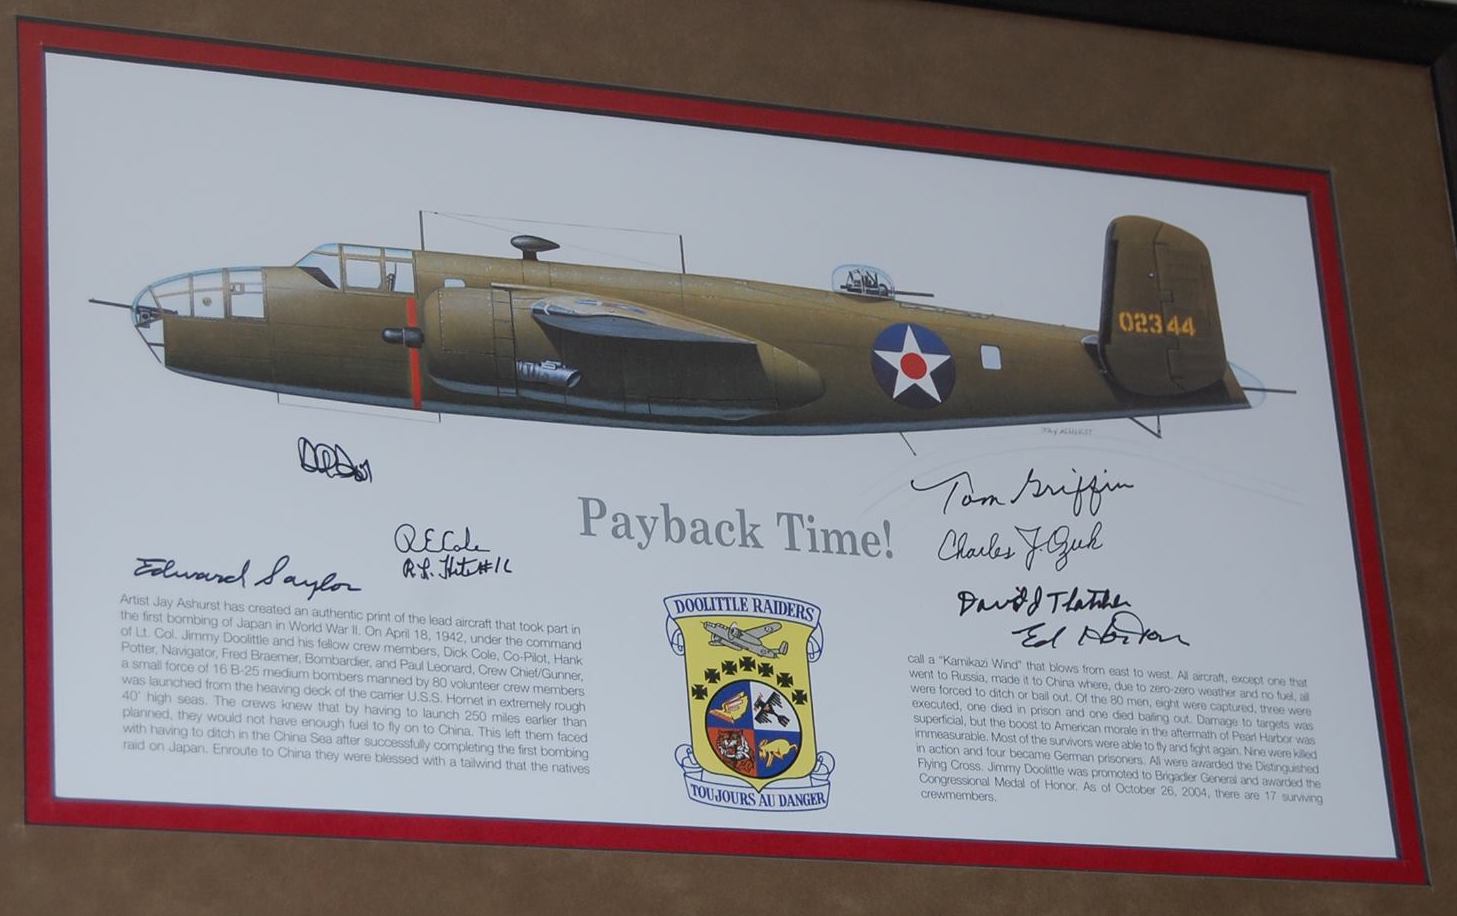 02344
JAY ASHURST
Tom Griffin
Payback Time!
R E Cole
Charles J. Ozuk
R. L. Hite #16
Edward Saylor
David J Thatcher
Ed Horton
Artist Jay Ashurst has created an authentic print of the lead aircraft that took part in
the first bombing of Japan in World War II. On April 18, 1942, under the command
of Lt. Col. Jimmy Doolittle and his fellow crew members, Dick Cole, Co-Pilot, Hank
Potter, Navigator, Fred Braemer, Bombardier, and Paul Leonard, Crew Chief/Gunner,
a small force of 16 B-25 medium bombers manned by 80 volunteer crew members
was launched from the heaving deck of the carrier U.S.S. Hornet in extremely rough
40' high seas. The crews knew that by having to launch 250 miles earlier than
planned, they would not have enough fuel to fly on to China. This left them faced
with having to ditch in the China Sea after successfully completing the first bombing
raid on Japan. Enroute to China they were blessed with a tailwind that the natives
DOOLITTLE RAIDERS
TOUJOURS AU DANGER
call a "Kamikazi Wind" that blows from east to west. All aircraft, except one that
went to Russia, made it to China where, due to zero-zero weather and no fuel, all
were forced to ditch or bail out. Of the 80 men, eight were captured, three were
executed, one died in prison and one died bailing out. Damage to targets was
superficial, but the boost to American morale in the aftermath of Pearl Harbor was
immeasurable. Most of the survivors were able to fly and fight again. Nine were killed
in action and four became German prisoners. All were awarded the Distinguished
Flying Cross. Jimmy Doolittle was promoted to Brigadier General and awarded the
Congressional Medal of Honor. As of October 26, 2004, there are 17 surviving
crewmembers.